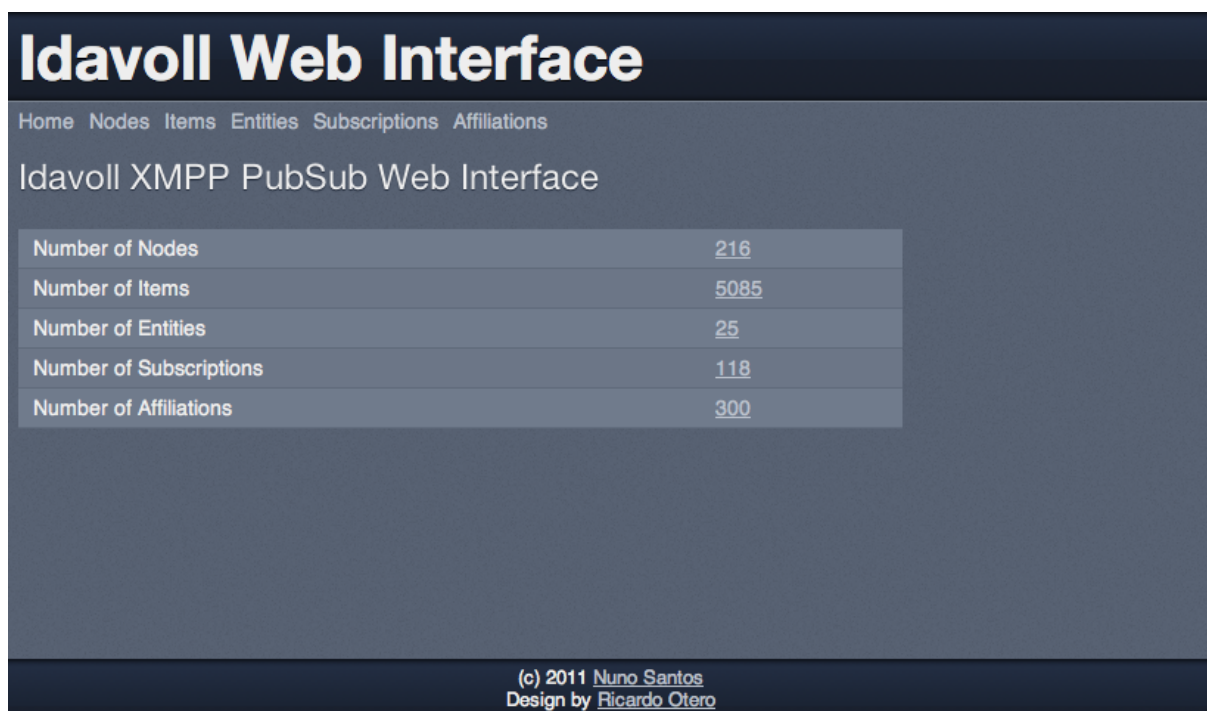 Idavoll Web Interface
Home Nodes Items Entities Subscriptions Affiliations
Idavoll XMPP PubSub Web Interface
Number of Nodes 216
Number of Items 5085
Number of Entities 25
Number of Subscriptions 118
Number of Affiliations 300
(c) 2011 Nuno Santos
Design by Ricardo Otero